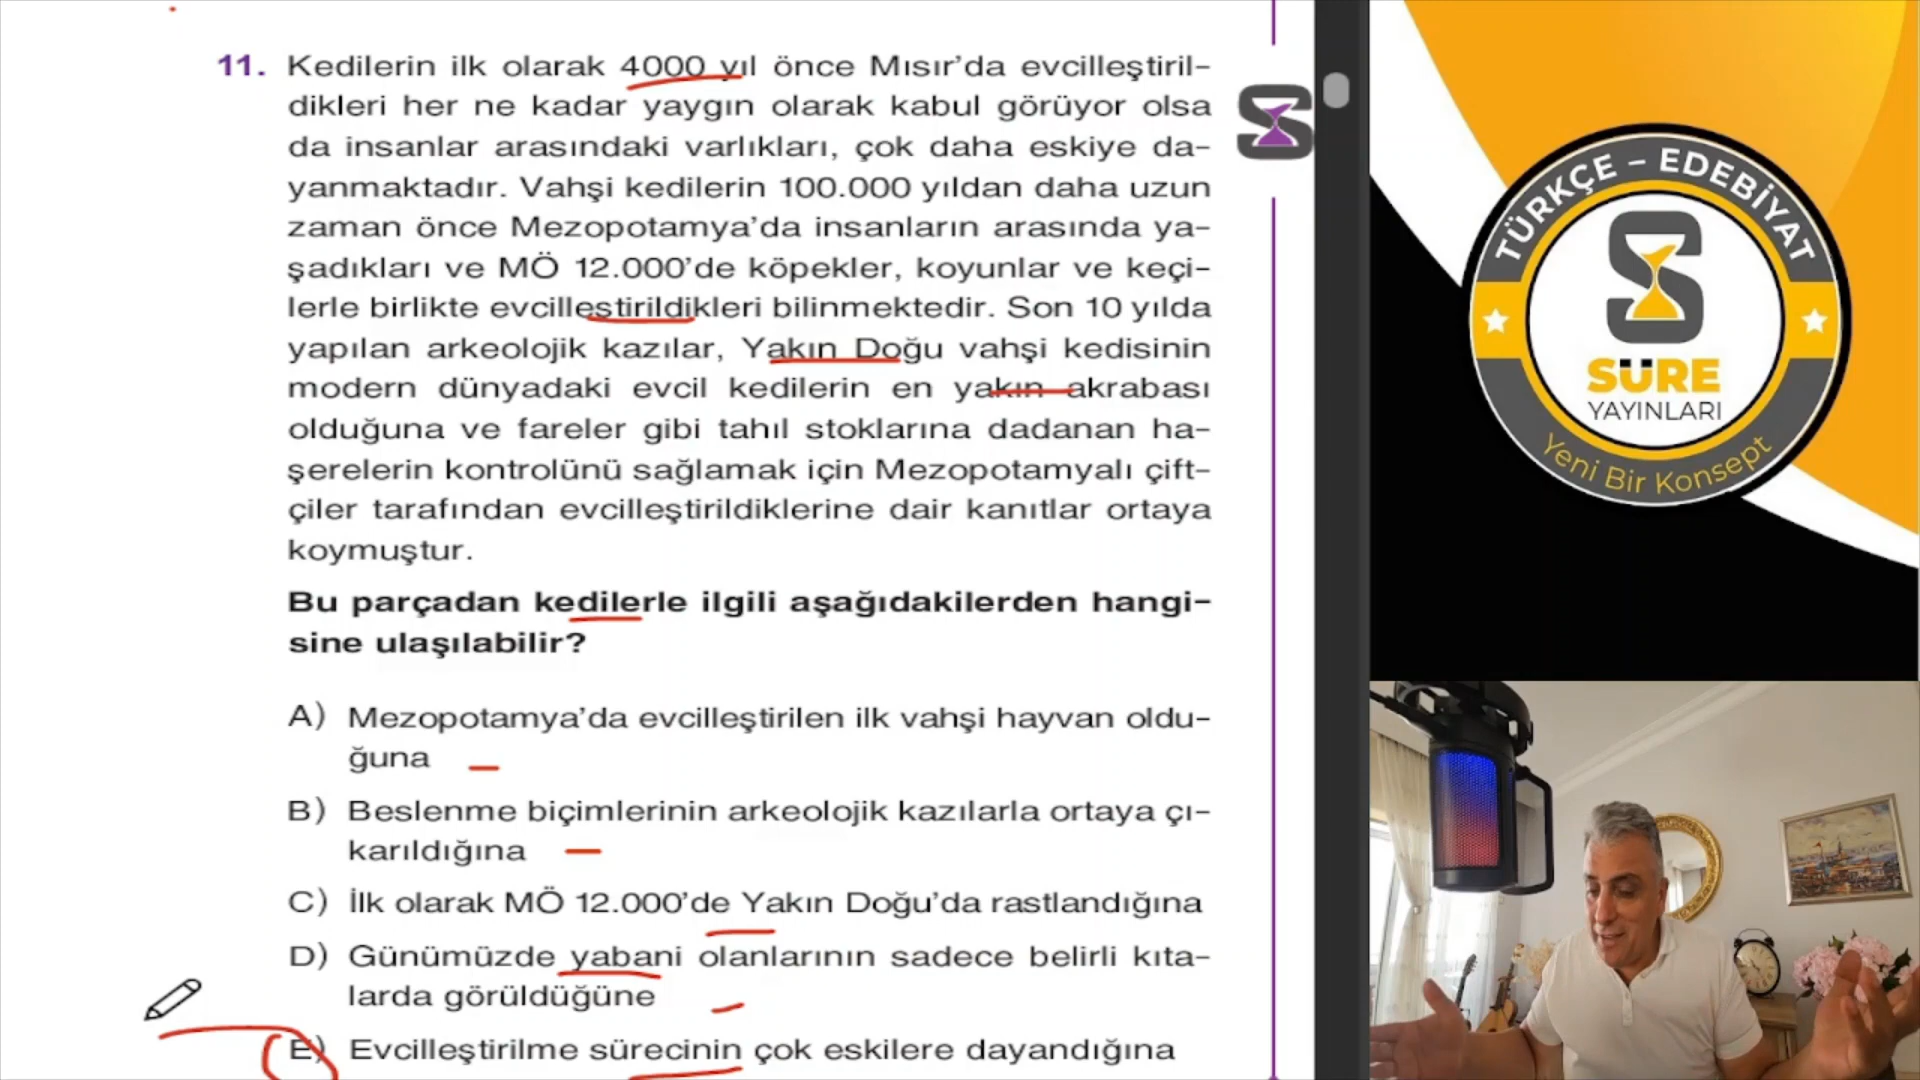 11. Kedilerin ilk olarak 4000 yıl önce Mısır’da evcilleştiril-
dikleri her ne kadar yaygın olarak kabul görüyor olsa
da insanlar arasındaki varlıkları, çok daha eskiye da-
yanmaktadır. Vahşi kedilerin 100.000 yıldan daha uzun
zaman önce Mezopotamya’da insanların arasında ya-
şadıkları ve MÖ 12.000’de köpekler, koyunlar ve keçi-
lerle birlikte evcilleştirildikleri bilinmektedir. Son 10 yılda
yapılan arkeolojik kazılar, Yakın Doğu vahşi kedisinin
modern dünyadaki evcil kedilerin en yakın akrabası
olduğuna ve fareler gibi tahıl stoklarına dadanan ha-
şerelerin kontrolünü sağlamak için Mezopotamyalı çift-
çiler tarafından evcilleştirildiklerine dair kanıtlar ortaya
koymuştur.
Bu parçadan kedilerle ilgili aşağıdakilerden hangi-
sine ulaşılabilir?
A) Mezopotamya’da evcilleştirilen ilk vahşi hayvan oldu-
ğuna
B) Beslenme biçimlerinin arkeolojik kazılarla ortaya çı-
karıldığına
C) İlk olarak MÖ 12.000’de Yakın Doğu’da rastlandığına
D) Günümüzde yabani olanlarının sadece belirli kıta-
larda görüldüğüne
E) Evcilleştirilme sürecinin çok eskilere dayandığına
TÜRKÇE – EDEBİYAT
SÜRE
YAYINLARI
Yeni Bir Konsept